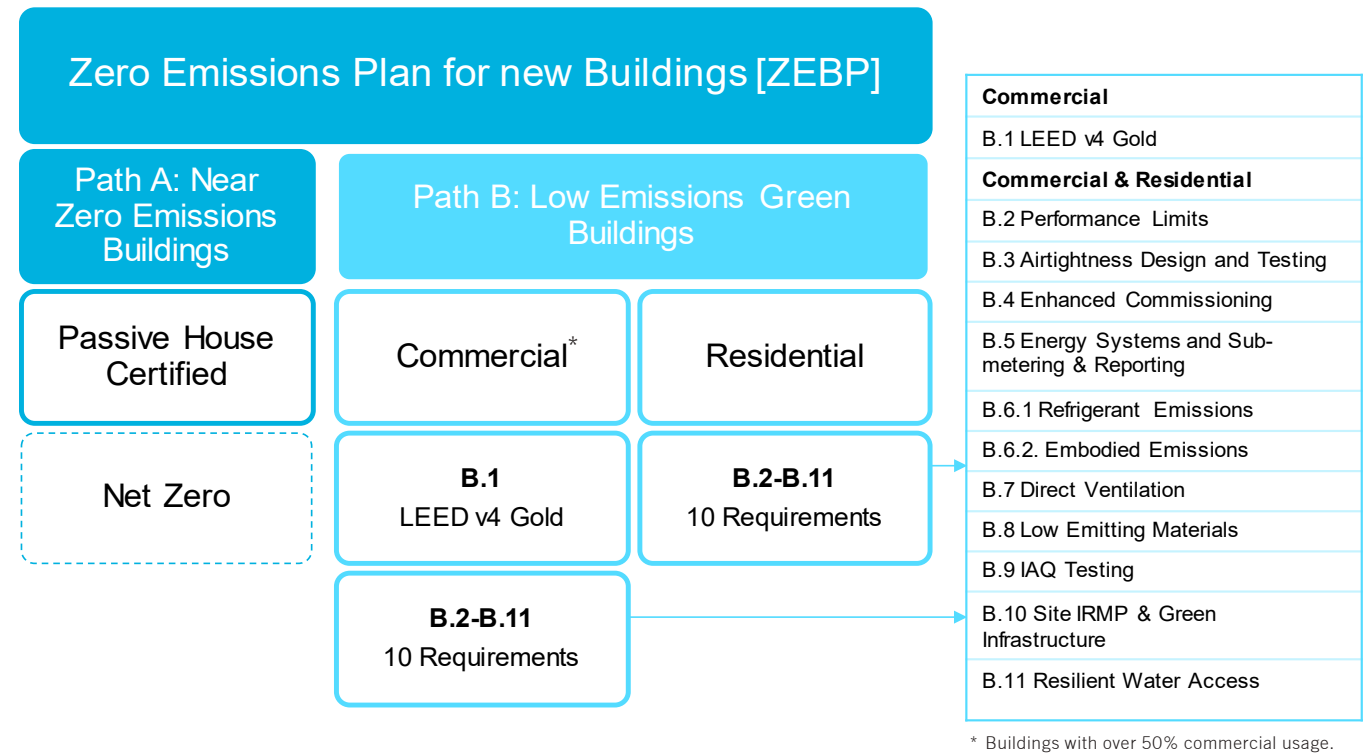 Zero Emissions Plan for new Buildings [ZEBP]
Path A: Near
Zero Emissions
Buildings
Path B: Low Emissions Green
Buildings
Passive House
Certified
Commercial*
Residential
Net Zero
B.1
LEED v4 Gold
B.2-B.11
10 Requirements
B.2-B.11
10 Requirements
Commercial
B.1 LEED v4 Gold
Commercial & Residential
B.2 Performance Limits
B.3 Airtightness Design and Testing
B.4 Enhanced Commissioning
B.5 Energy Systems and Sub-
metering & Reporting
B.6.1 Refrigerant Emissions
B.6.2. Embodied Emissions
B.7 Direct Ventilation
B.8 Low Emitting Materials
B.9 IAQ Testing
B.10 Site IRMP & Green
Infrastructure
B.11 Resilient Water Access
* Buildings with over 50% commercial usage.